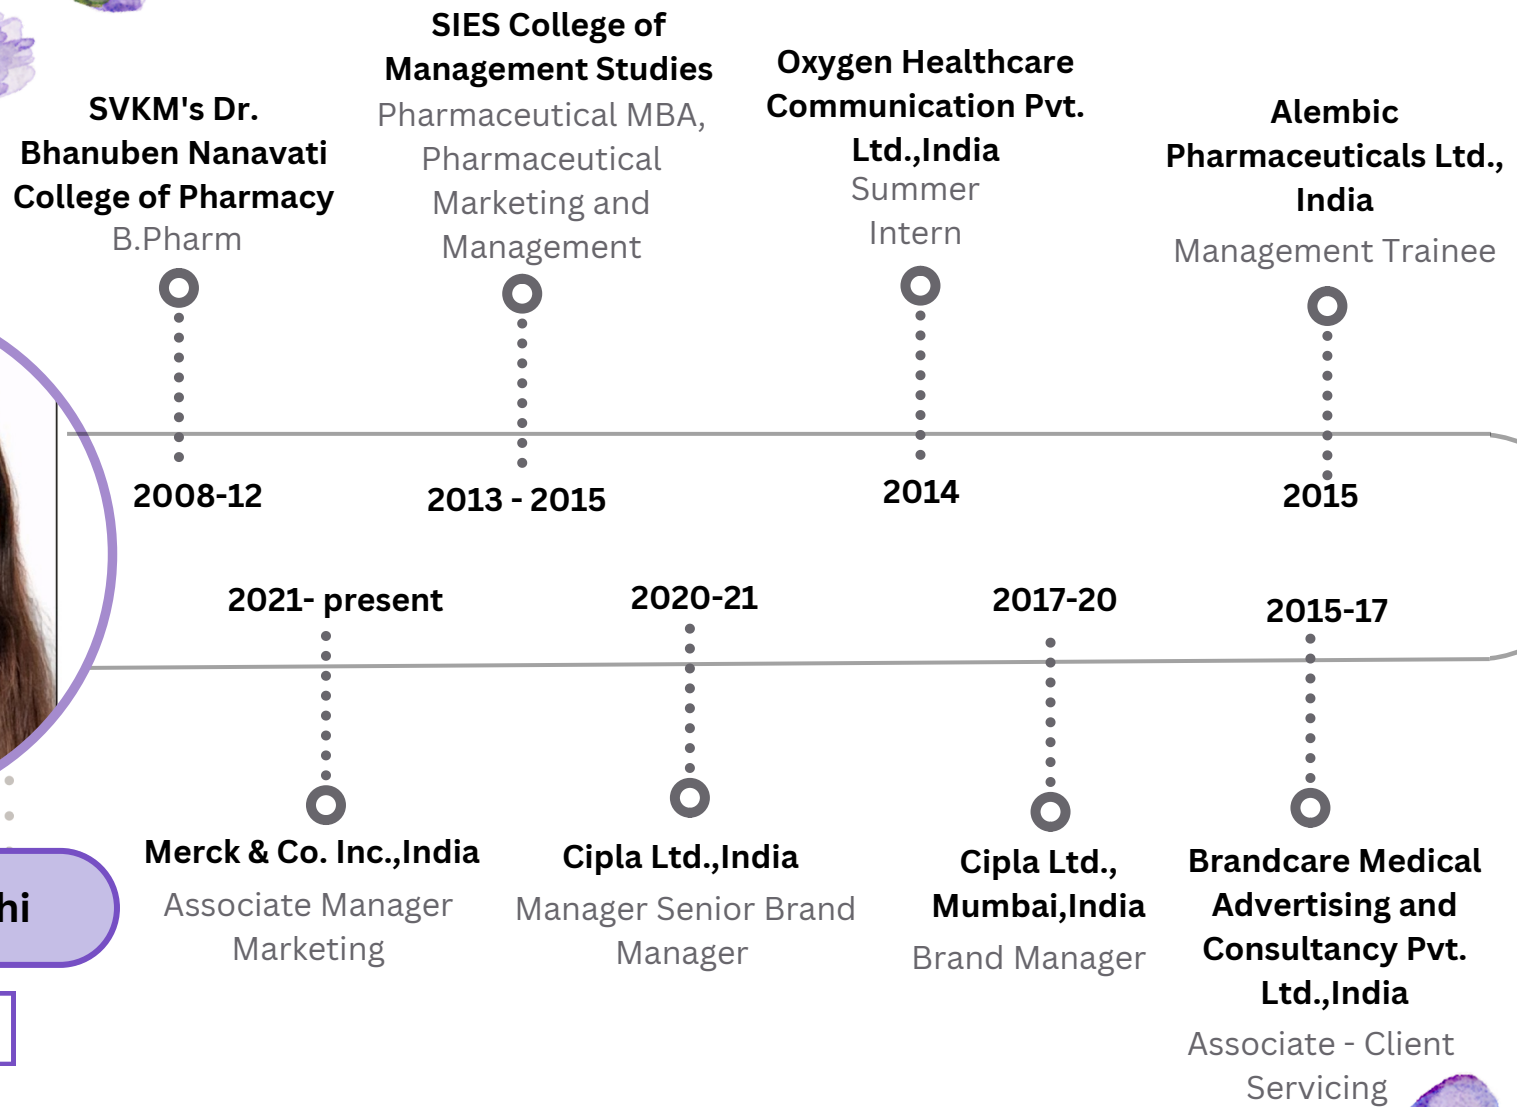 SVKM's Dr.
Bhanuben Nanavati
College of Pharmacy
B.Pharm
2008-12
SIES College of
Management Studies
Pharmaceutical MBA,
Pharmaceutical
Marketing and
Management
2013 - 2015
Oxygen Healthcare
Communication Pvt.
Ltd.,India
Summer
Intern
2014
Alembic
Pharmaceuticals Ltd.,
India
Management Trainee
2015
2021- present
Merck & Co. Inc.,India
Associate Manager
Marketing
2020-21
Cipla Ltd.,India
Manager Senior Brand
Manager
2017-20
Cipla Ltd.,
Mumbai,India
Brand Manager
2015-17
Brandcare Medical
Advertising and
Consultancy Pvt.
Ltd.,India
Associate - Client
Servicing
hi